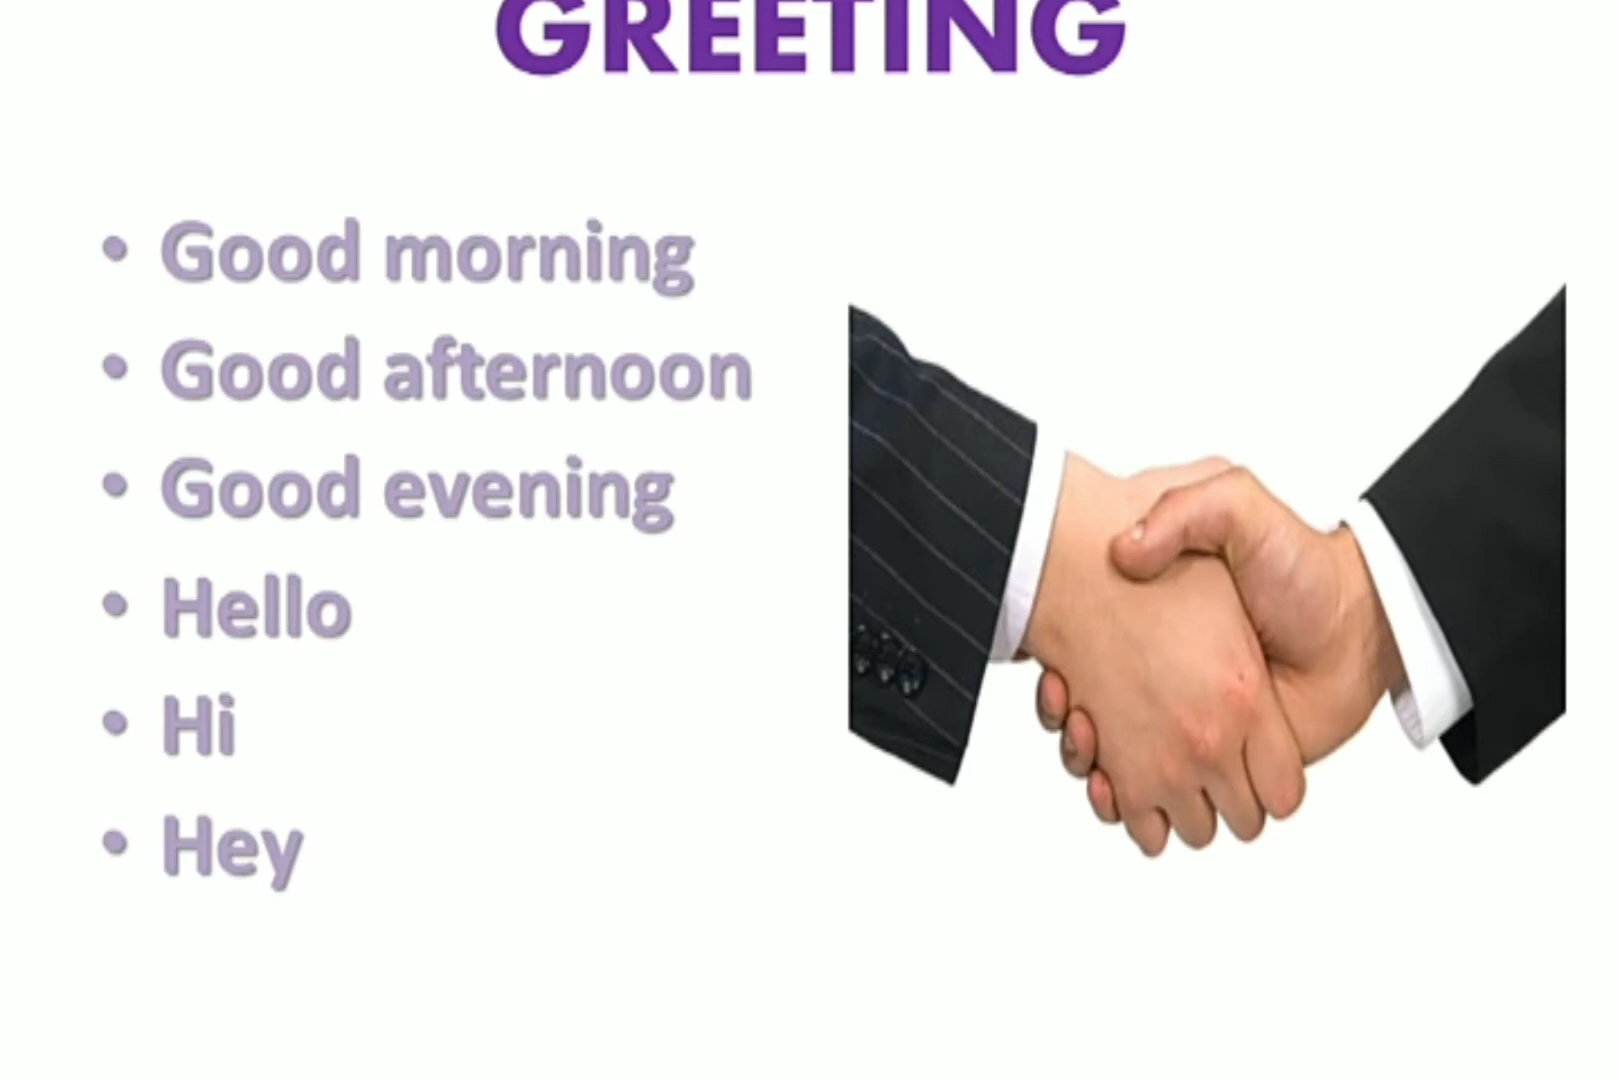 GREETING
• Good morning
• Good afternoon
• Good evening
• Hello
• Hi
• Hey